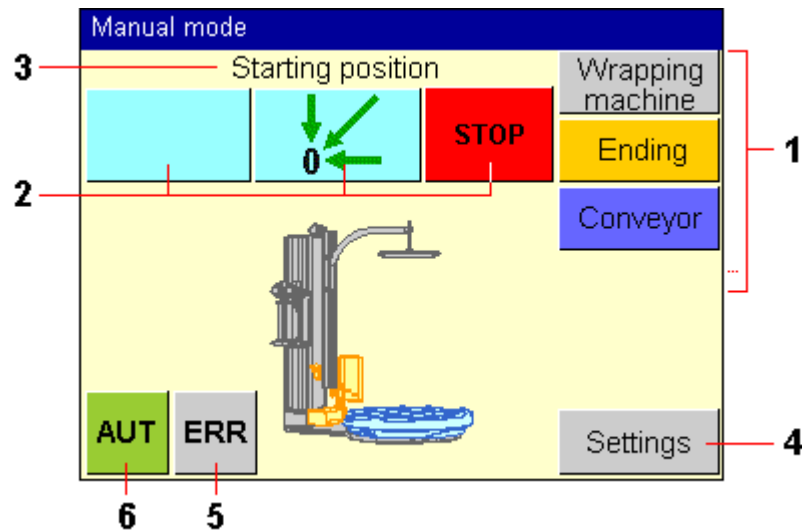 Manual mode
3
Starting position
Wrapping
machine
0
STOP
Ending
1
2
Conveyor
...
AUT
ERR
Settings
4
6
5